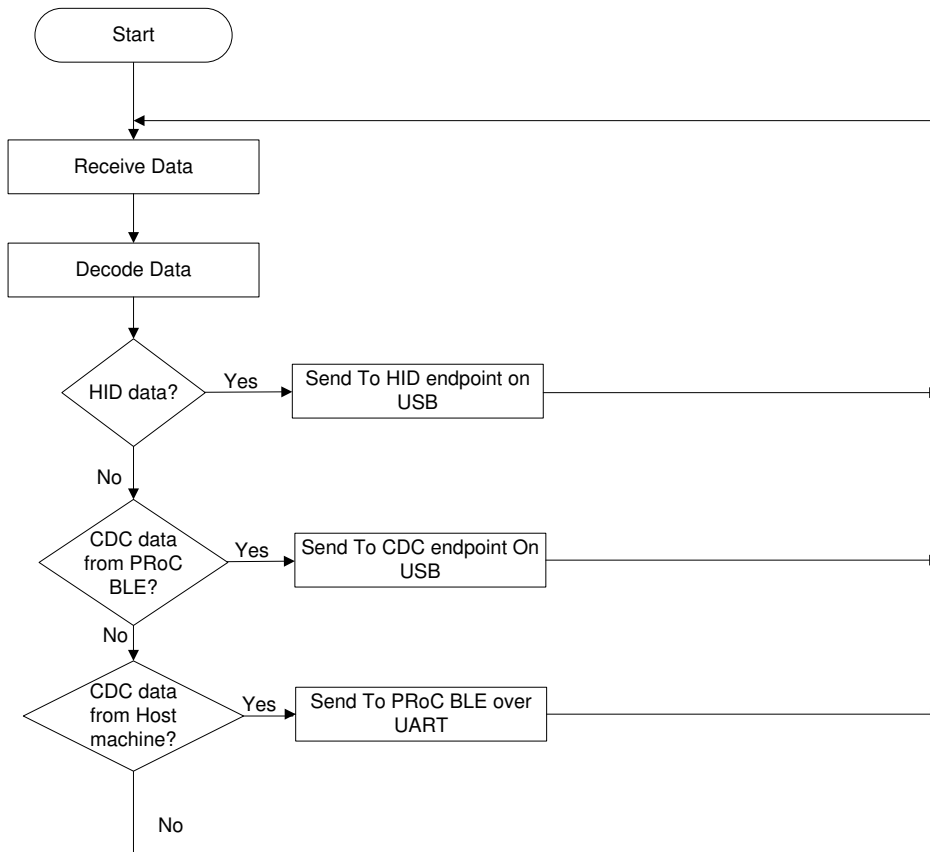 Start
Receive Data
Decode Data
HID data?
Yes
Send To HID endpoint on
USB
No
CDC data
from PRoC
BLE?
Yes
Send To CDC endpoint On
USB
No
CDC data
from Host
machine?
Yes
Send To PRoC BLE over
UART
No